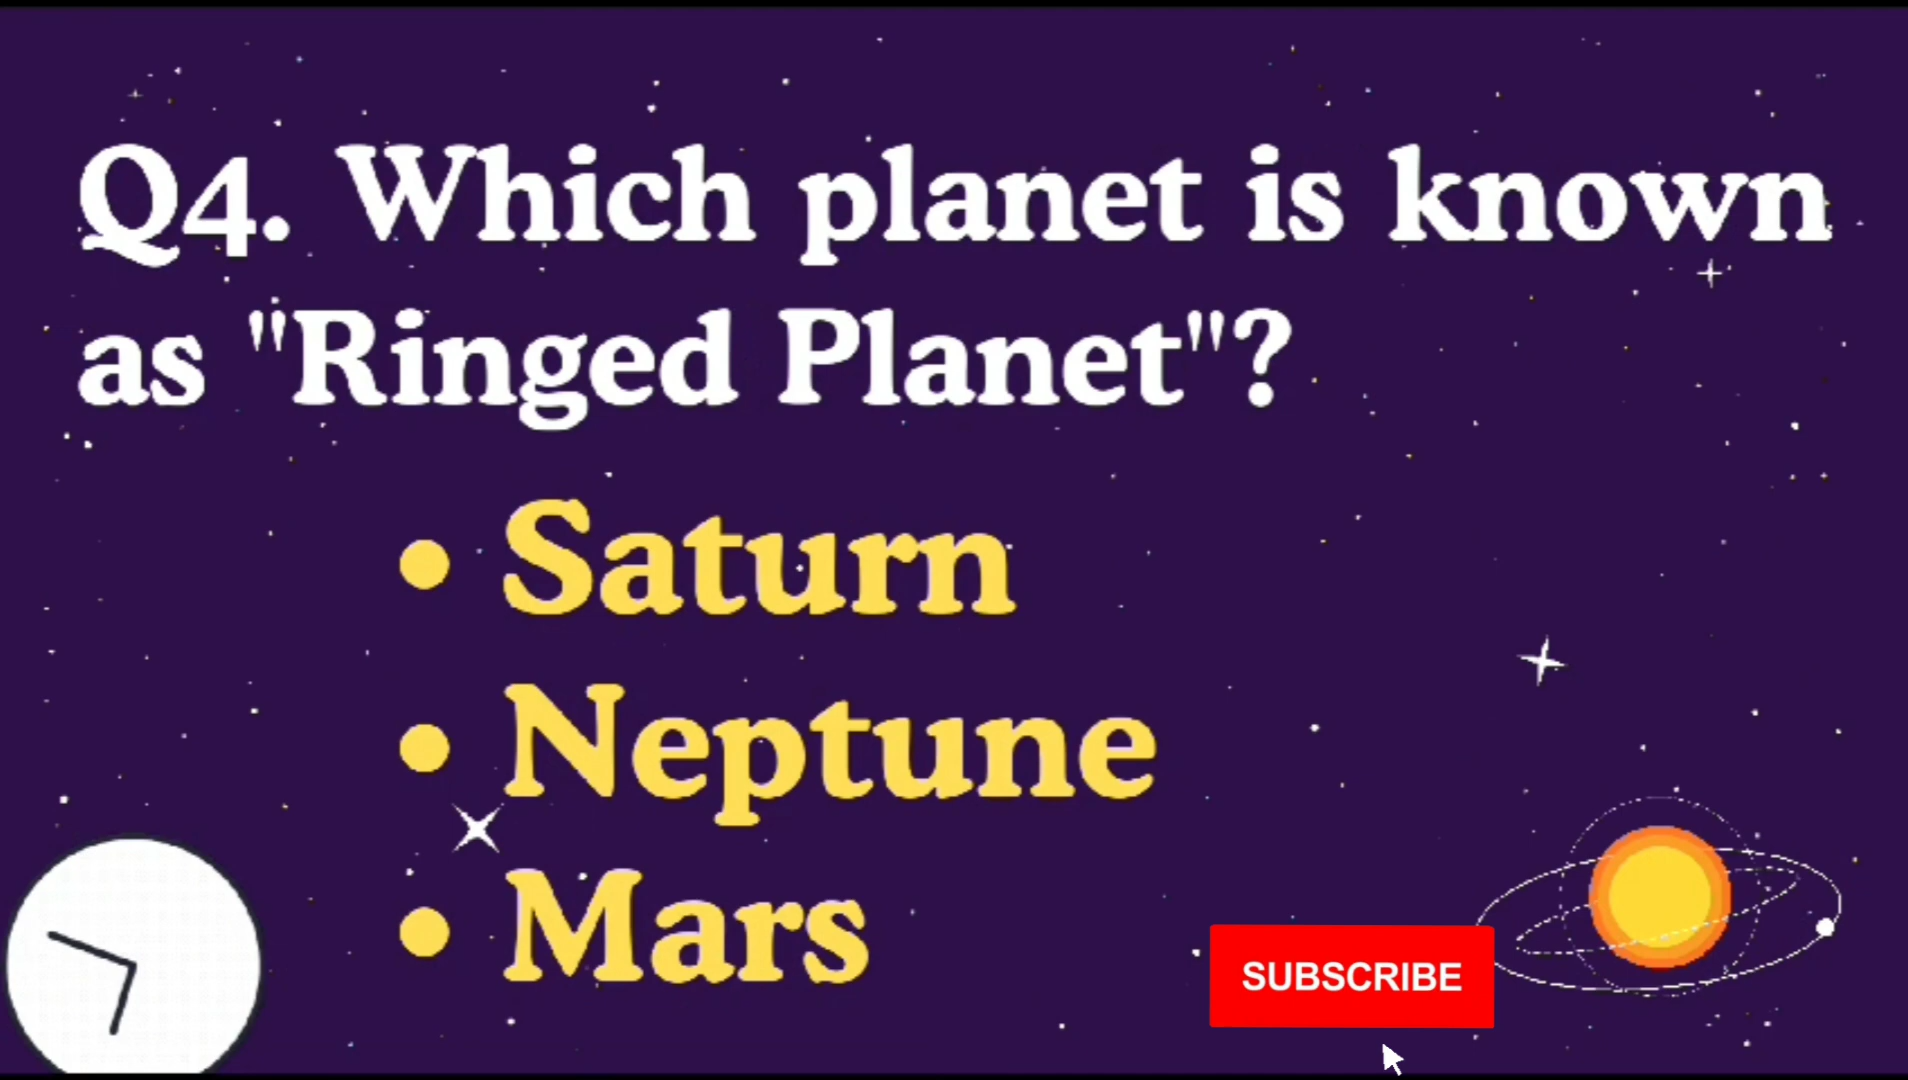 Q4. Which planet is known
as "Ringed Planet"?
• Saturn
• Neptune
• Mars
SUBSCRIBE